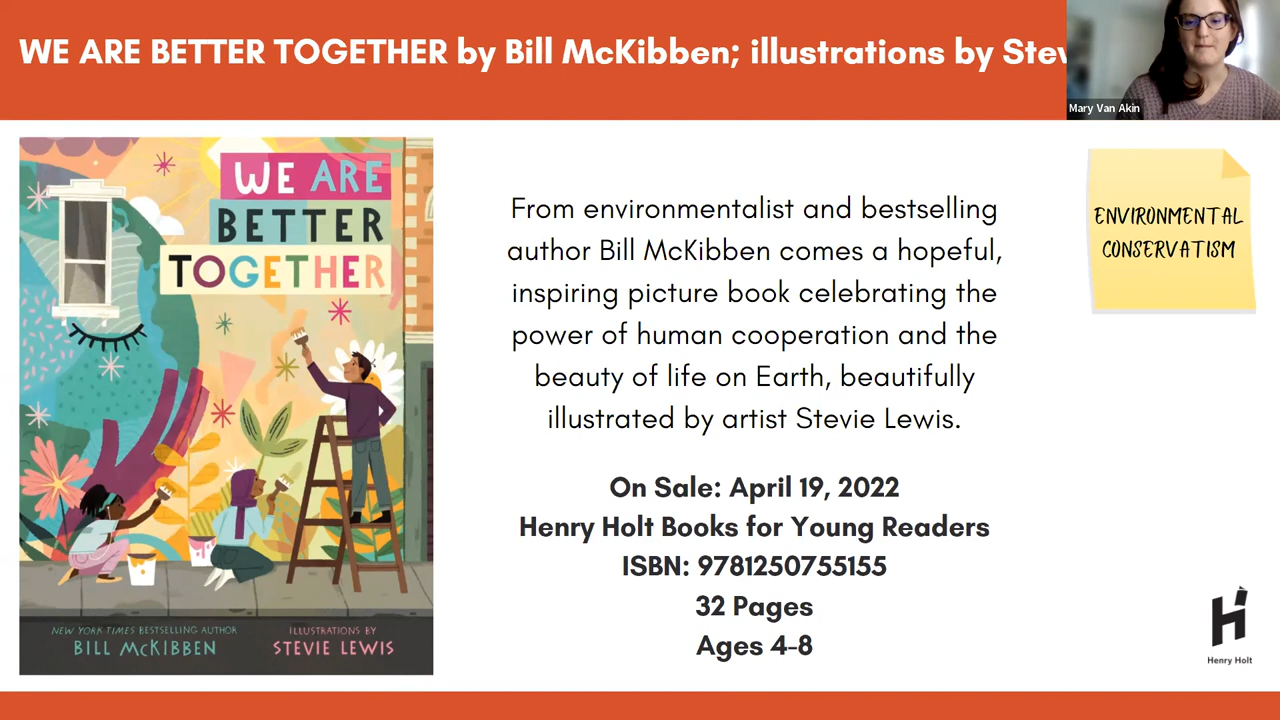 WE ARE BETTER TOGETHER by Bill McKibben; illustrations by
Mary Van Akin
WE ARE
BETTER
TOGETHER
NEW YORK TIMES BESTSELLING AUTHOR
BILL McKIBBEN
ILLUSTRATIONS BY
STEVIE LEWIS
From environmentalist and bestselling
author Bill McKibben comes a hopeful,
inspiring picture book celebrating the
power of human cooperation and the
beauty of life on Earth, beautifully
illustrated by artist Stevie Lewis.
On Sale: April 19, 2022
Henry Holt Books for Young Readers
ISBN: 9781250755155
32 Pages
Ages 4-8
ENVIRONMENTAL
CONSERVATISM
Henry Holt